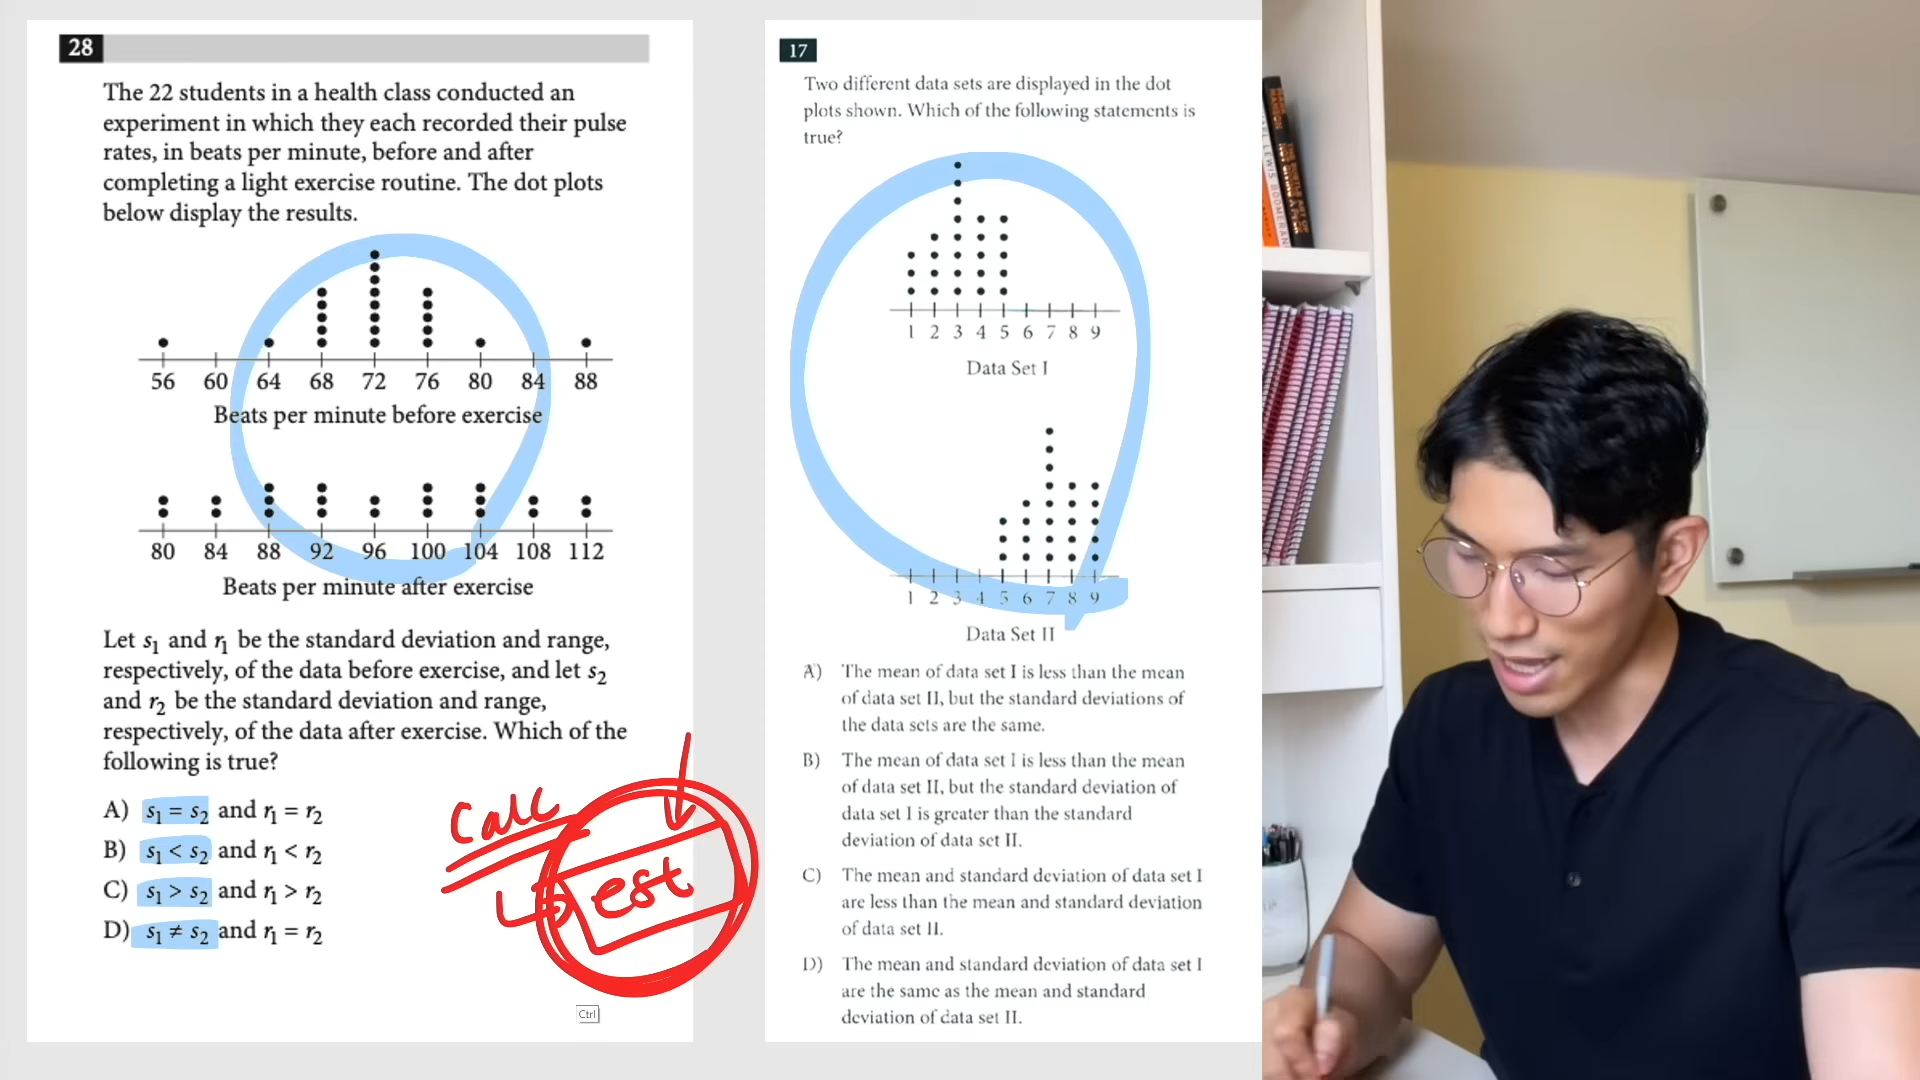 28
The 22 students in a health class conducted an
experiment in which they each recorded their pulse
rates, in beats per minute, before and after
completing a light exercise routine. The dot plots
below display the results.
56 60 64 68 72 76 80 84 88
Beats per minute before exercise
80 84 88 92 96 100 104 108 112
Beats per minute after exercise
Let s1 and r1 be the standard deviation and range,
respectively, of the data before exercise, and let s2
and r2 be the standard deviation and range,
respectively, of the data after exercise. Which of the
following is true?
A) s1 = s2 and r1 = r2
B) s1 < s2 and r1 < r2
C) s1 > s2 and r1 > r2
D) s1 ≠ s2 and r1 = r2
Calc
est
Ctrl
17
Two different data sets are displayed in the dot
plots shown. Which of the following statements is
true?
1 2 3 4 5 6 7 8 9
Data Set I
1 2 3 4 5 6 7 8 9
Data Set II
A) The mean of data set I is less than the mean
of data set II, but the standard deviations of
the data sets are the same.
B) The mean of data set I is less than the mean
of data set II, but the standard deviation of
data set I is greater than the standard
deviation of data set II.
C) The mean and standard deviation of data set I
are less than the mean and standard deviation
of data set II.
D) The mean and standard deviation of data set I
are the same as the mean and standard
deviation of data set II.